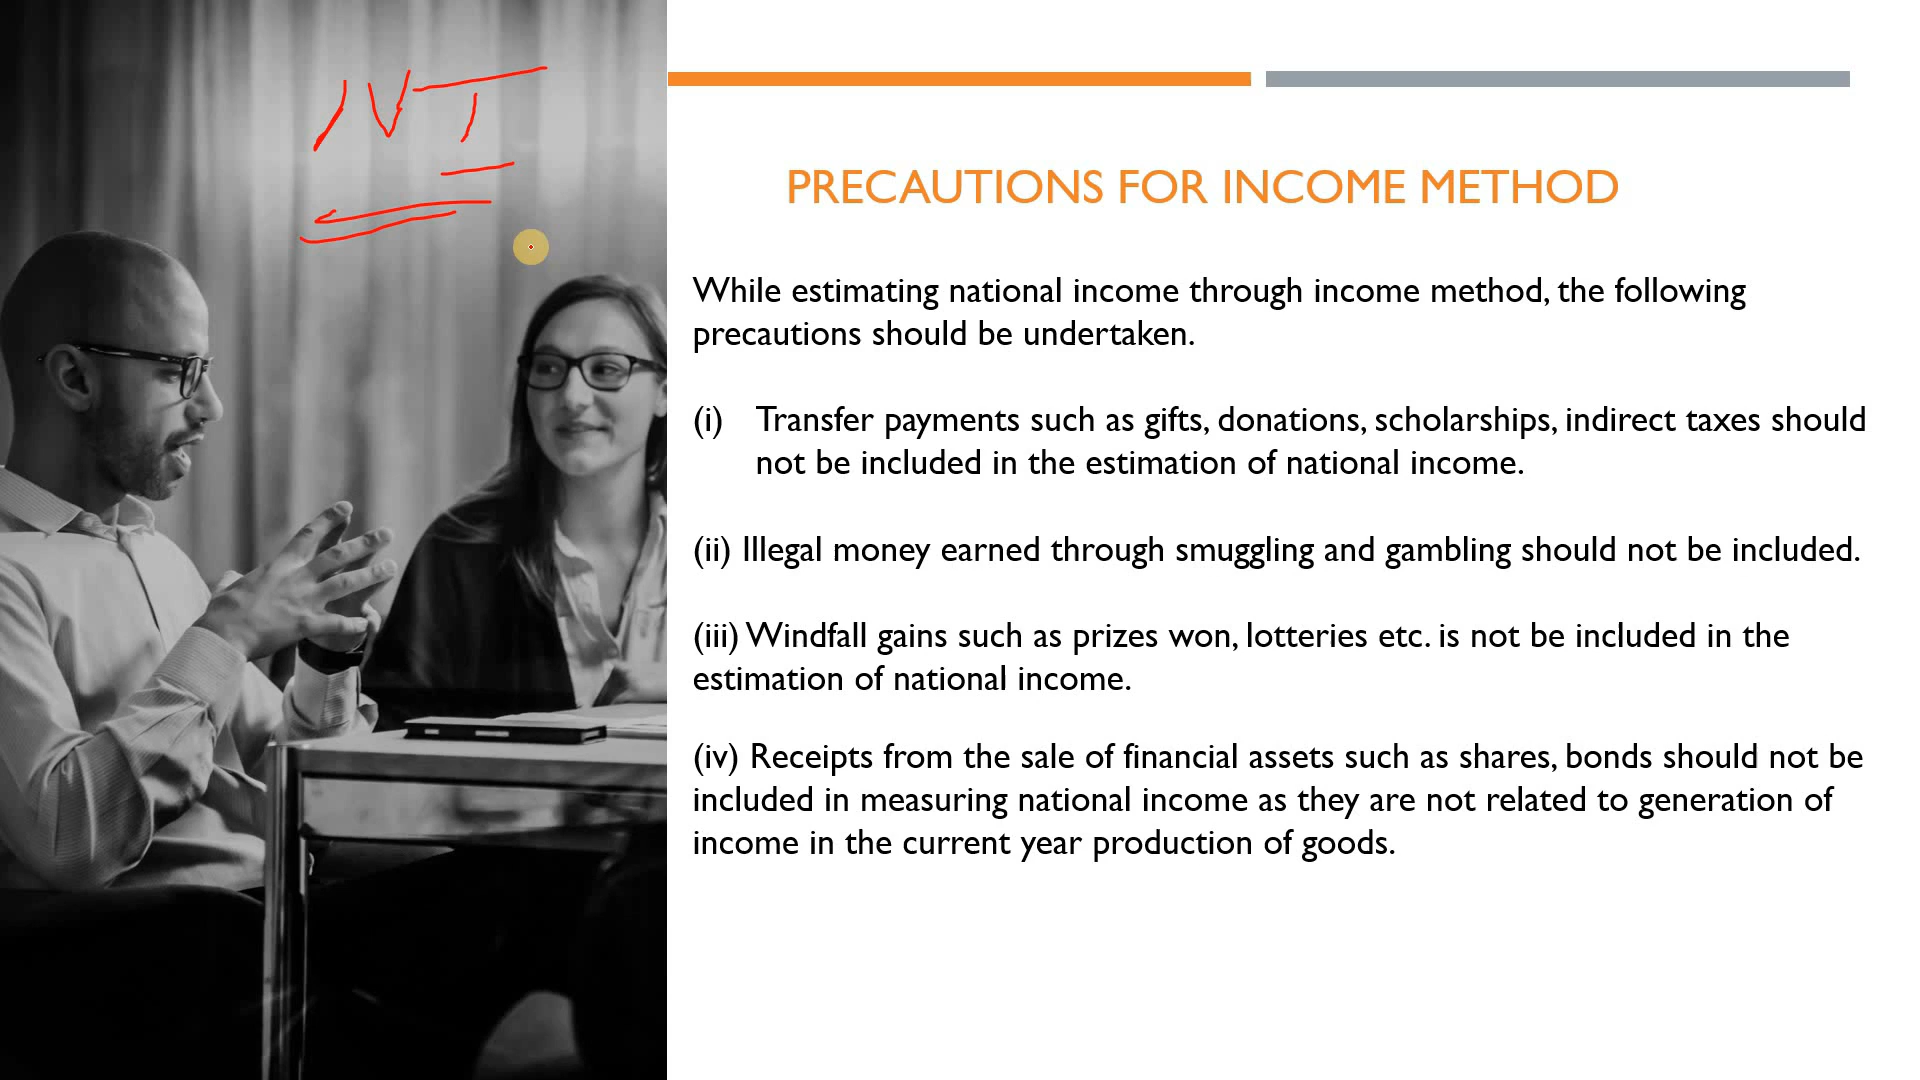 PRECAUTIONS FOR INCOME METHOD
While estimating national income through income method, the following
precautions should be undertaken.
(i) Transfer payments such as gifts, donations, scholarships, indirect taxes should
not be included in the estimation of national income.
(ii) Illegal money earned through smuggling and gambling should not be included.
(iii) Windfall gains such as prizes won, lotteries etc. is not be included in the
estimation of national income.
(iv) Receipts from the sale of financial assets such as shares, bonds should not be
included in measuring national income as they are not related to generation of
income in the current year production of goods.